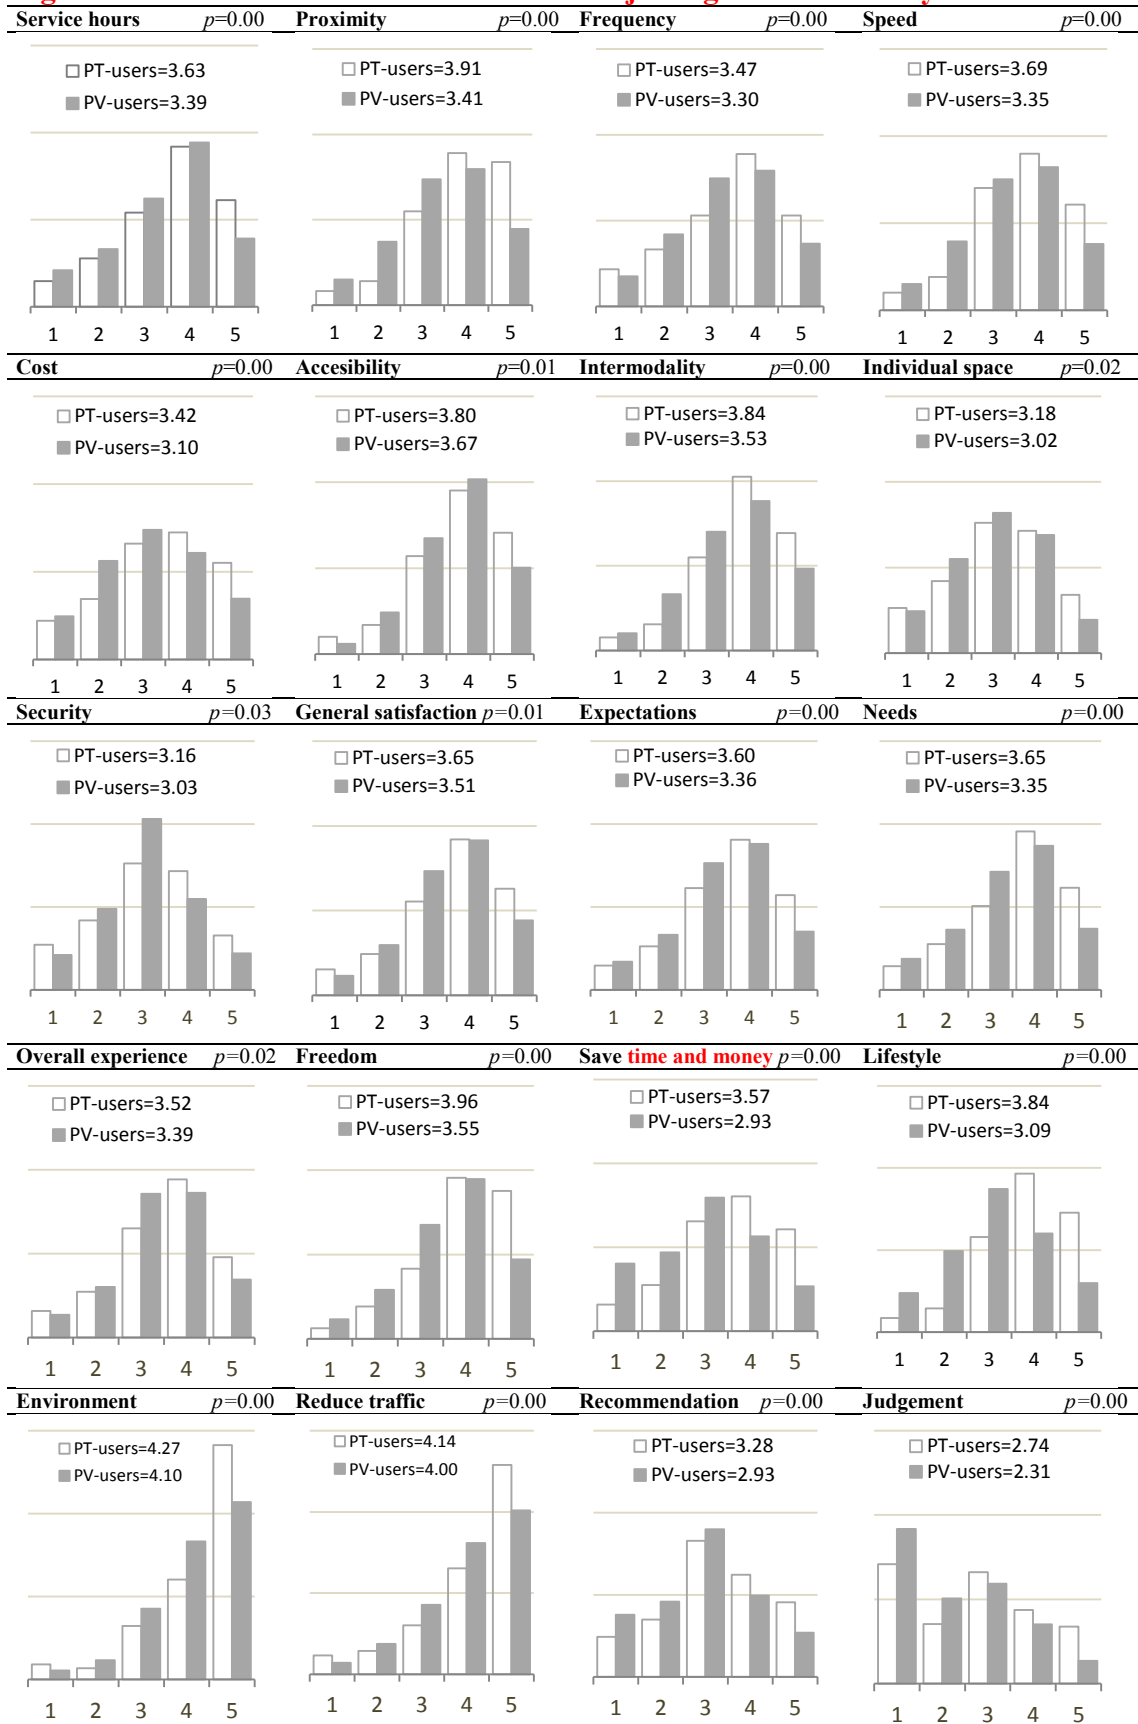 Service hours p=0.00 Proximity p=0.00 Frequency p=0.00 Speed p=0.00
PT-users=3.63 PT-users=3.91 PT-users=3.47 PT-users=3.69
PV-users=3.39 PV-users=3.41 PV-users=3.30 PV-users=3.35
1 2 3 4 5 1 2 3 4 5 1 2 3 4 5 1 2 3 4 5
Cost p=0.00 Accesibility p=0.01 Intermodality p=0.00 Individual space p=0.02
PT-users=3.42 PT-users=3.80 PT-users=3.84 PT-users=3.18
PV-users=3.10 PV-users=3.67 PV-users=3.53 PV-users=3.02
1 2 3 4 5 1 2 3 4 5 1 2 3 4 5 1 2 3 4 5
Security p=0.03 General satisfaction p=0.01 Expectations p=0.00 Needs p=0.00
PT-users=3.16 PT-users=3.65 PT-users=3.60 PT-users=3.65
PV-users=3.03 PV-users=3.51 PV-users=3.36 PV-users=3.35
1 2 3 4 5 1 2 3 4 5 1 2 3 4 5 1 2 3 4 5
Overall experience p=0.02 Freedom p=0.00 Save time and money p=0.00 Lifestyle p=0.00
PT-users=3.52 PT-users=3.96 PT-users=3.57 PT-users=3.84
PV-users=3.39 PV-users=3.55 PV-users=2.93 PV-users=3.09
1 2 3 4 5 1 2 3 4 5 1 2 3 4 5 1 2 3 4 5
Environment p=0.00 Reduce traffic p=0.00 Recommendation p=0.00 Judgement p=0.00
PT-users=4.27 PT-users=4.14 PT-users=3.28 PT-users=2.74
PV-users=4.10 PV-users=4.00 PV-users=2.93 PV-users=2.31
1 2 3 4 5 1 2 3 4 5 1 2 3 4 5 1 2 3 4 5